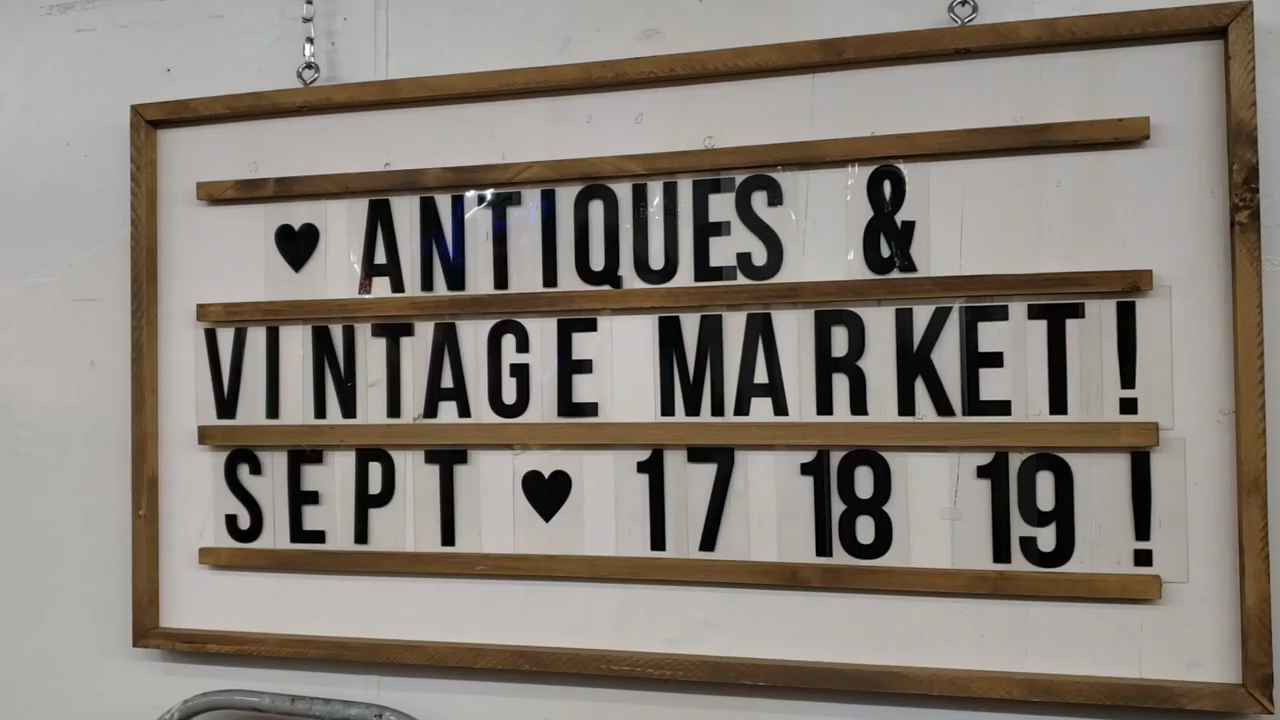 ♥ ANTIQUES &
VINTAGE MARKET!
SEPT ♥ 17 18 19!